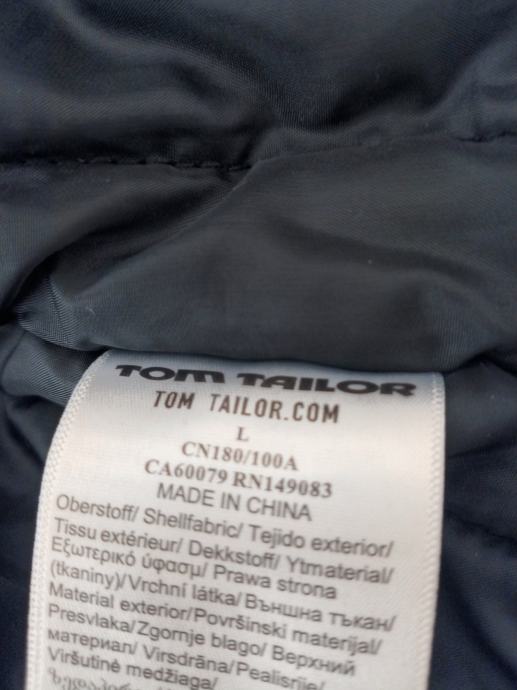 TOM TAILOR
TOM TAILOR.COM
L
CN180/100A
CA60079 RN149083
MADE IN CHINA
Oberstoff/ Shellfabric/ Tejido exterior/
Tissu extérieur/ Dekkstoff/ Ytmaterial/
Εξωτερικό ύφασμ/ Prawa strona
(tkaniny)/ Vrchní látka/ Външна тъкан/
Material exterior/Površinski materijal/
Presvlaka/Zgornje blago/ Верхний
материал/ Virsdrāna/Pealisriie/
Viršutinė medžiaga/